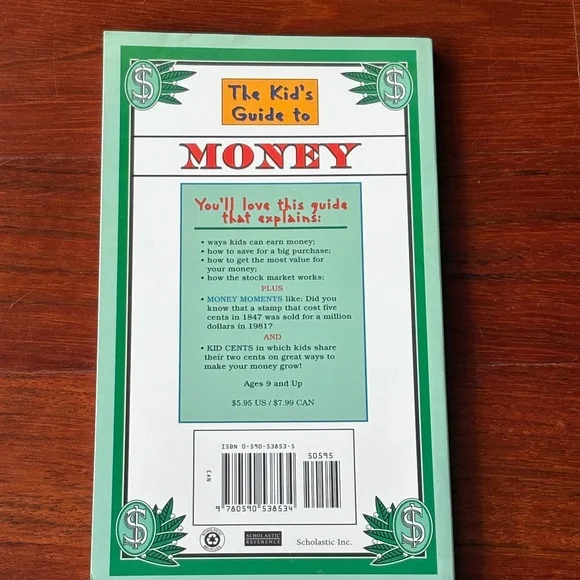 $ $
The Kid's
Guide to
MONEY
You'll love this guide
that explains:
• ways kids can earn money;
• how to save for a big purchase;
• how to get the most value for
your money;
• how the stock market works;
PLUS
• MONEY MOMENTS like: Did you
know that a stamp that cost five
cents in 1847 was sold for a million
dollars in 1981?
AND
• KID CENTS in which kids share
their two cents on great ways to
make your money grow!
Ages 9 and Up
$5.95 US / $7.99 CAN
ISBN 0-590-53853-5
50595
EAN
9 780590 538534
SCHOLASTIC
REFERENCE
Scholastic Inc.
$ $